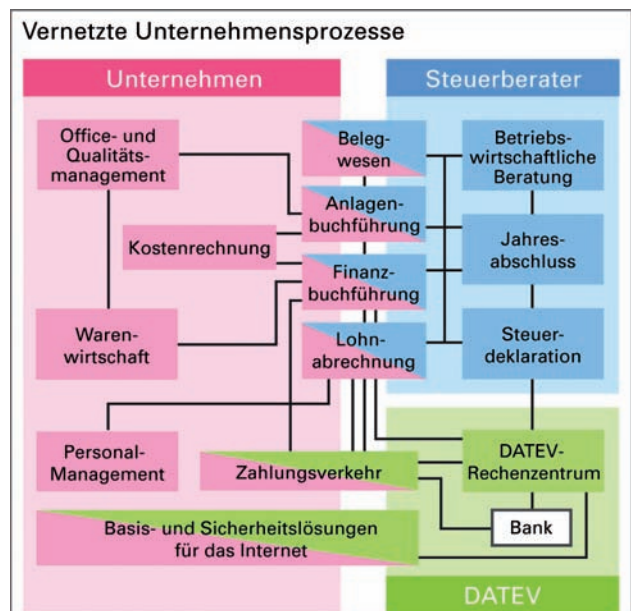 Vernetzte Unternehmensprozesse
Unternehmen
Steuerberater
Office- und
Qualitäts-
management
Beleg-
wesen
Betriebs-
wirtschaftliche
Beratung
Anlagen-
buchführung
Kostenrechnung
Jahres-
abschluss
Finanz-
buchführung
Waren-
wirtschaft
Lohn-
abrechnung
Steuer-
deklaration
Personal-
Management
Zahlungsverkehr
DATEV-
Rechenzentrum
Basis- und Sicherheitslösungen
für das Internet
Bank
DATEV